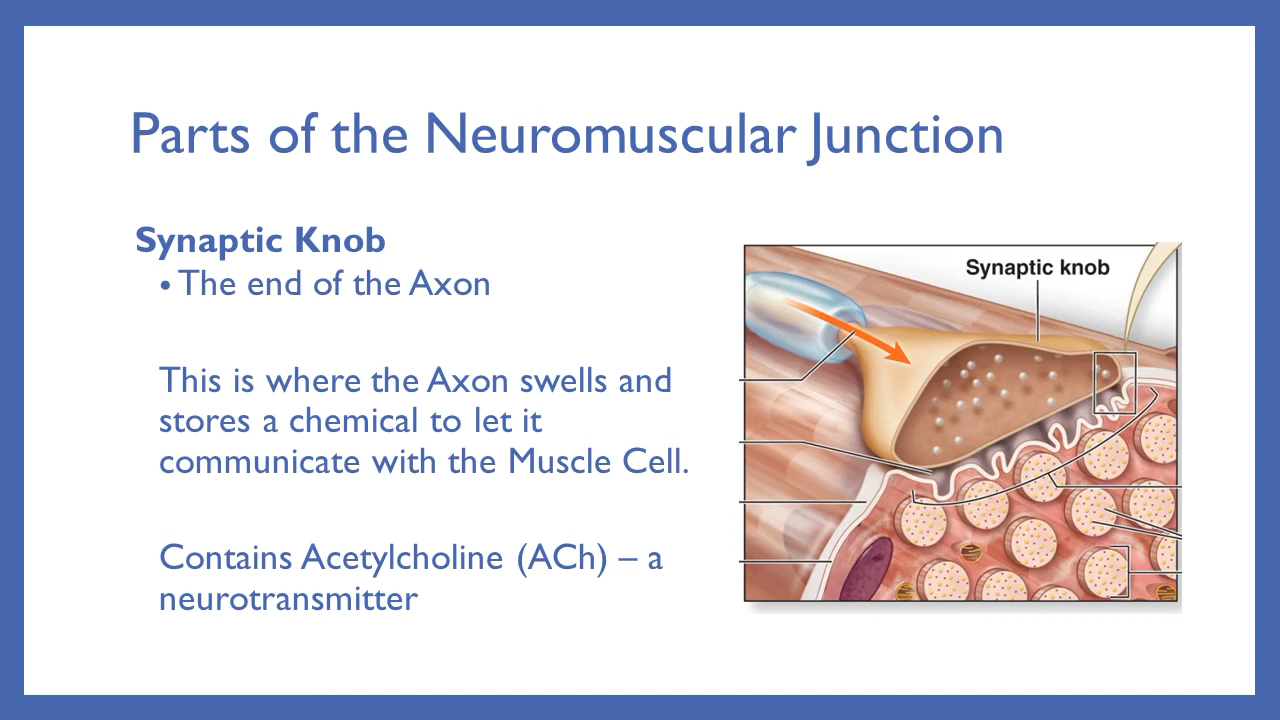 Parts of the Neuromuscular Junction
Synaptic Knob
• The end of the Axon
This is where the Axon swells and
stores a chemical to let it
communicate with the Muscle Cell.
Contains Acetylcholine (ACh) – a
neurotransmitter
Synaptic knob